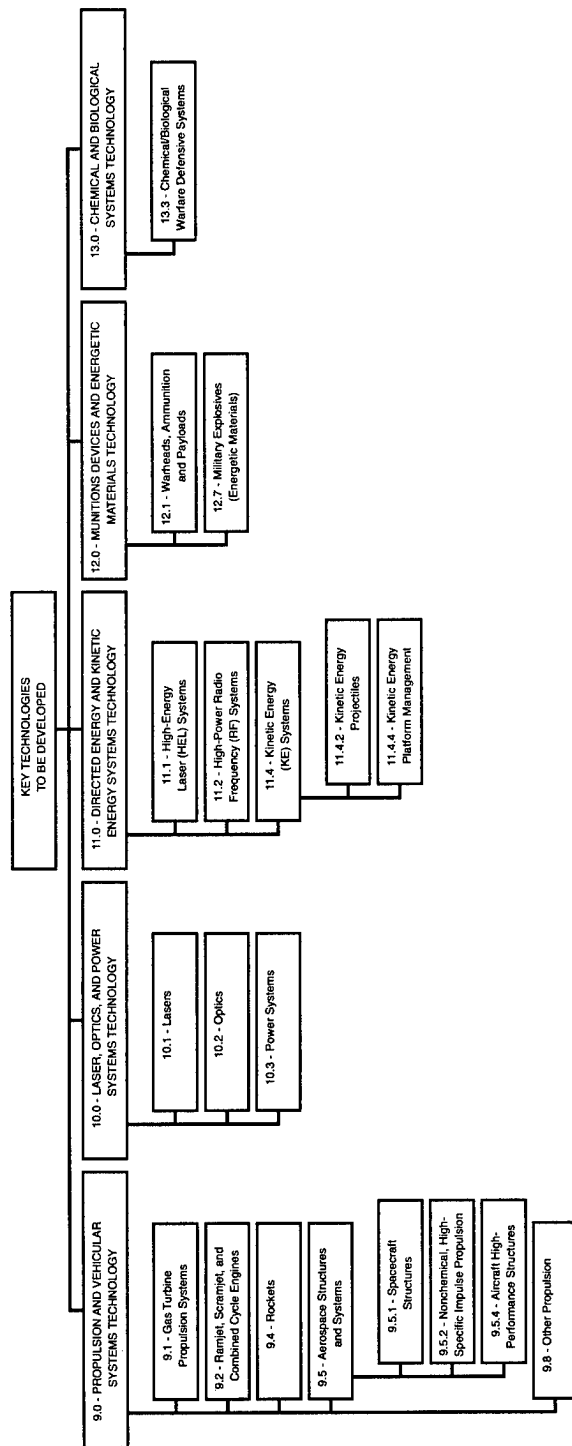 KEY TECHNOLOGIES
TO BE DEVELOPED
9.0 - PROPULSION AND VEHICULAR
SYSTEMS TECHNOLOGY
9.1 - Gas Turbine
Propulsion Systems
9.2 - Ramjet, Scramjet, and
Combined Cycle Engines
9.4 - Rockets
9.5 - Aerospace Structures
and Systems
9.5.1 - Spacecraft
Structures
9.5.2 - Nonchemical, High-
Specific Impulse Propulsion
9.5.4 - Aircraft High-
Performance Structures
9.8 - Other Propulsion
10.0 - LASER, OPTICS, AND POWER
SYSTEMS TECHNOLOGY
10.1 - Lasers
10.2 - Optics
10.3 - Power Systems
11.0 - DIRECTED ENERGY AND KINETIC
ENERGY SYSTEMS TECHNOLOGY
11.1 - High-Energy
Laser (HEL) Systems
11.2 - High-Power Radio
Frequency (RF) Systems
11.4 - Kinetic Energy
(KE) Systems
11.4.2 - Kinetic Energy
Projectiles
11.4.4 - Kinetic Energy
Platform Management
12.0 - MUNITIONS DEVICES AND ENERGETIC
MATERIALS TECHNOLOGY
12.1 - Warheads, Ammunition
and Payloads
12.7 - Military Explosives
(Energetic Materials)
13.0 - CHEMICAL AND BIOLOGICAL
SYSTEMS TECHNOLOGY
13.3 - Chemical/Biological
Warfare Defensive Systems